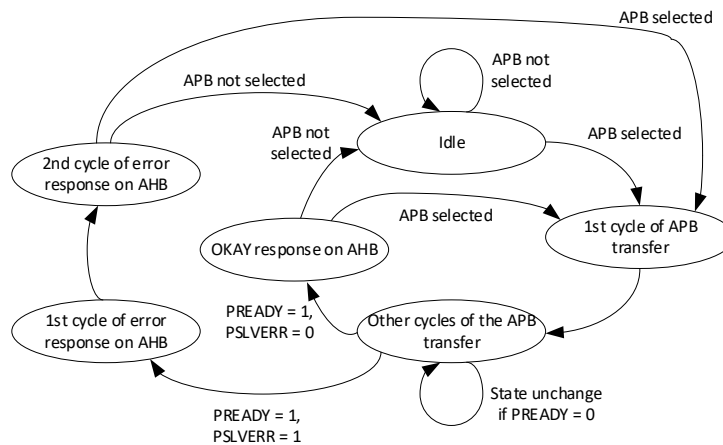 APB selected
APB not
selected
APB not selected
APB not
selected
Idle
APB selected
2nd cycle of error
response on AHB
APB selected
1st cycle of APB
transfer
OKAY response on AHB
PREADY = 1,
PSLVERR = 0
1st cycle of error
response on AHB
Other cycles of the APB
transfer
State unchange
if PREADY = 0
PREADY = 1,
PSLVERR = 1